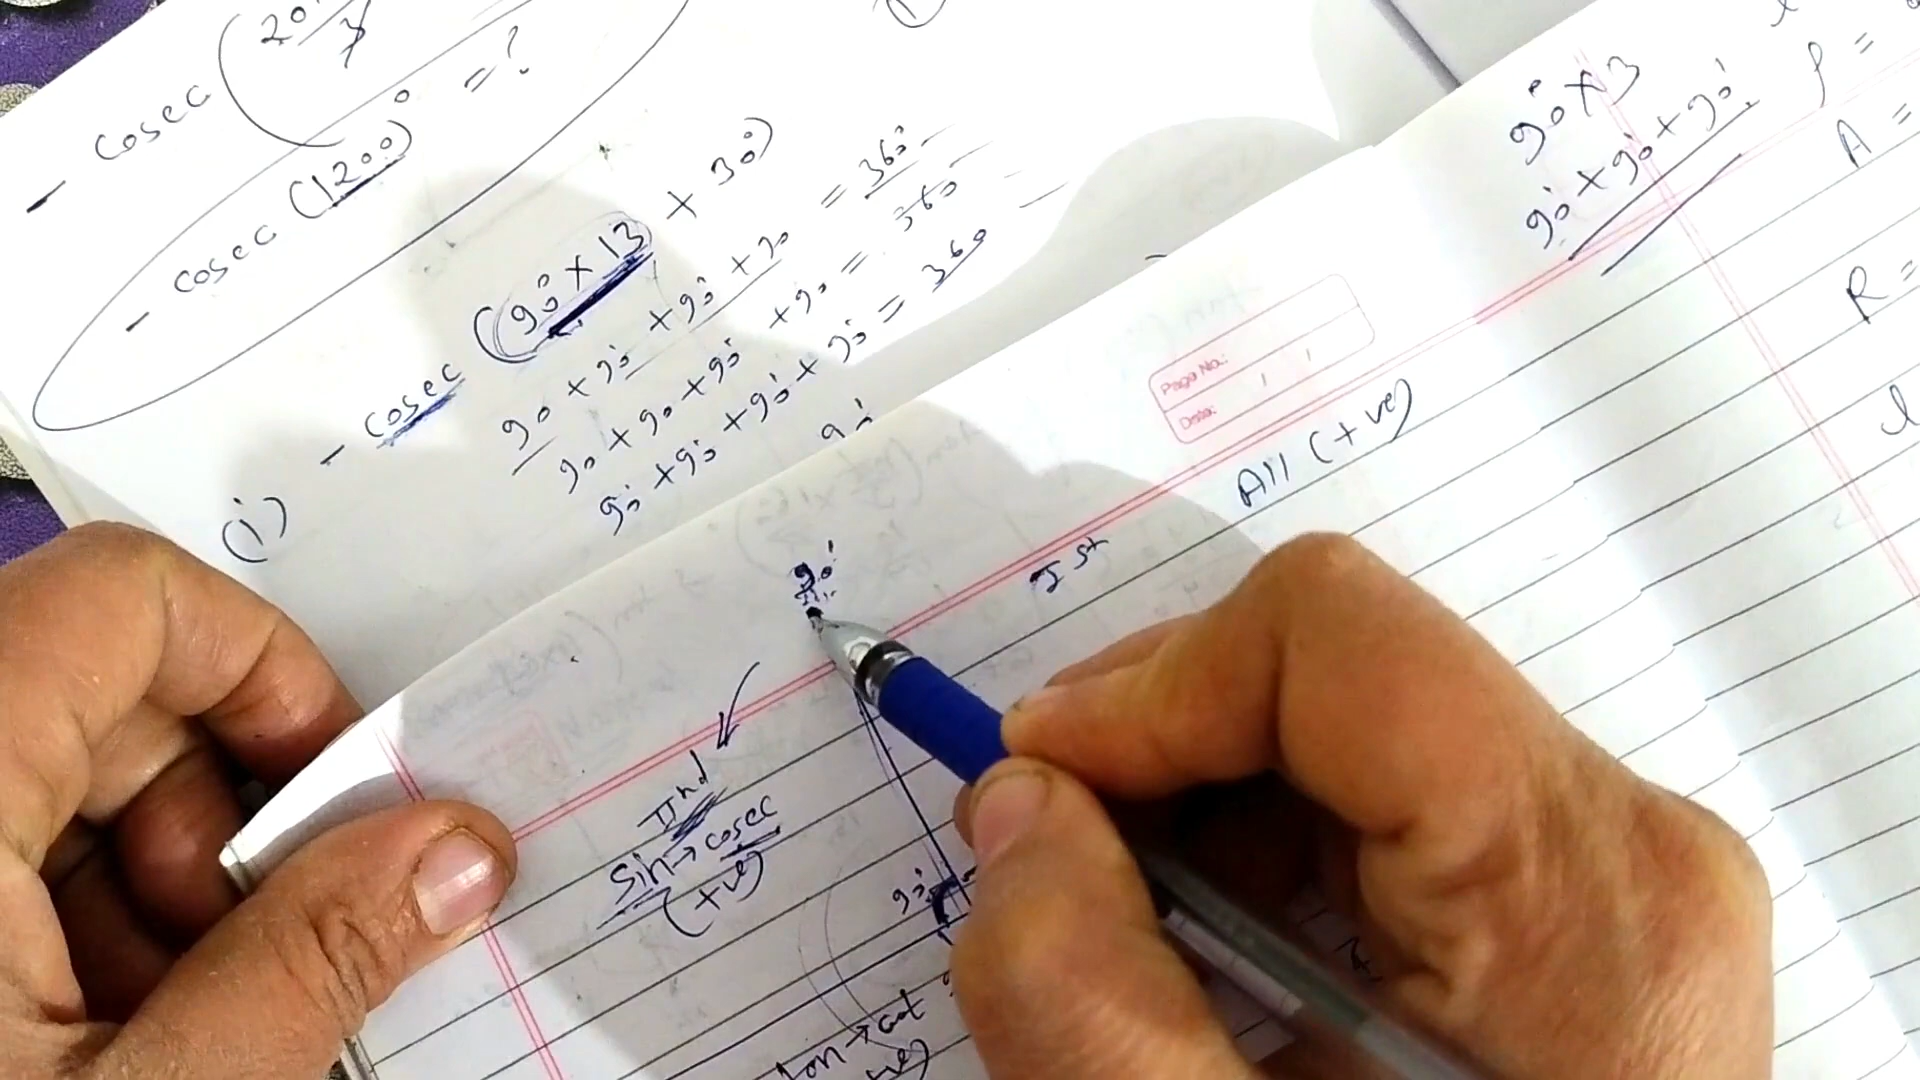 - cosec (20
- cosec (1200)° = ?
(i) - cosec (90° × 13 + 30°)
90 + 90° + 90° + 90 = 360°
90 + 90 + 90° + 90 = 360
90° + 90° + 90° + 90° = 360
90°
90° × 3
90° + 90° + 90°
l
P =
A =
R =
l
Page No.:
Date:
All (+ve)
Ist
90°
IInd
sin → cosec
(+ve)
90°
tan → cot